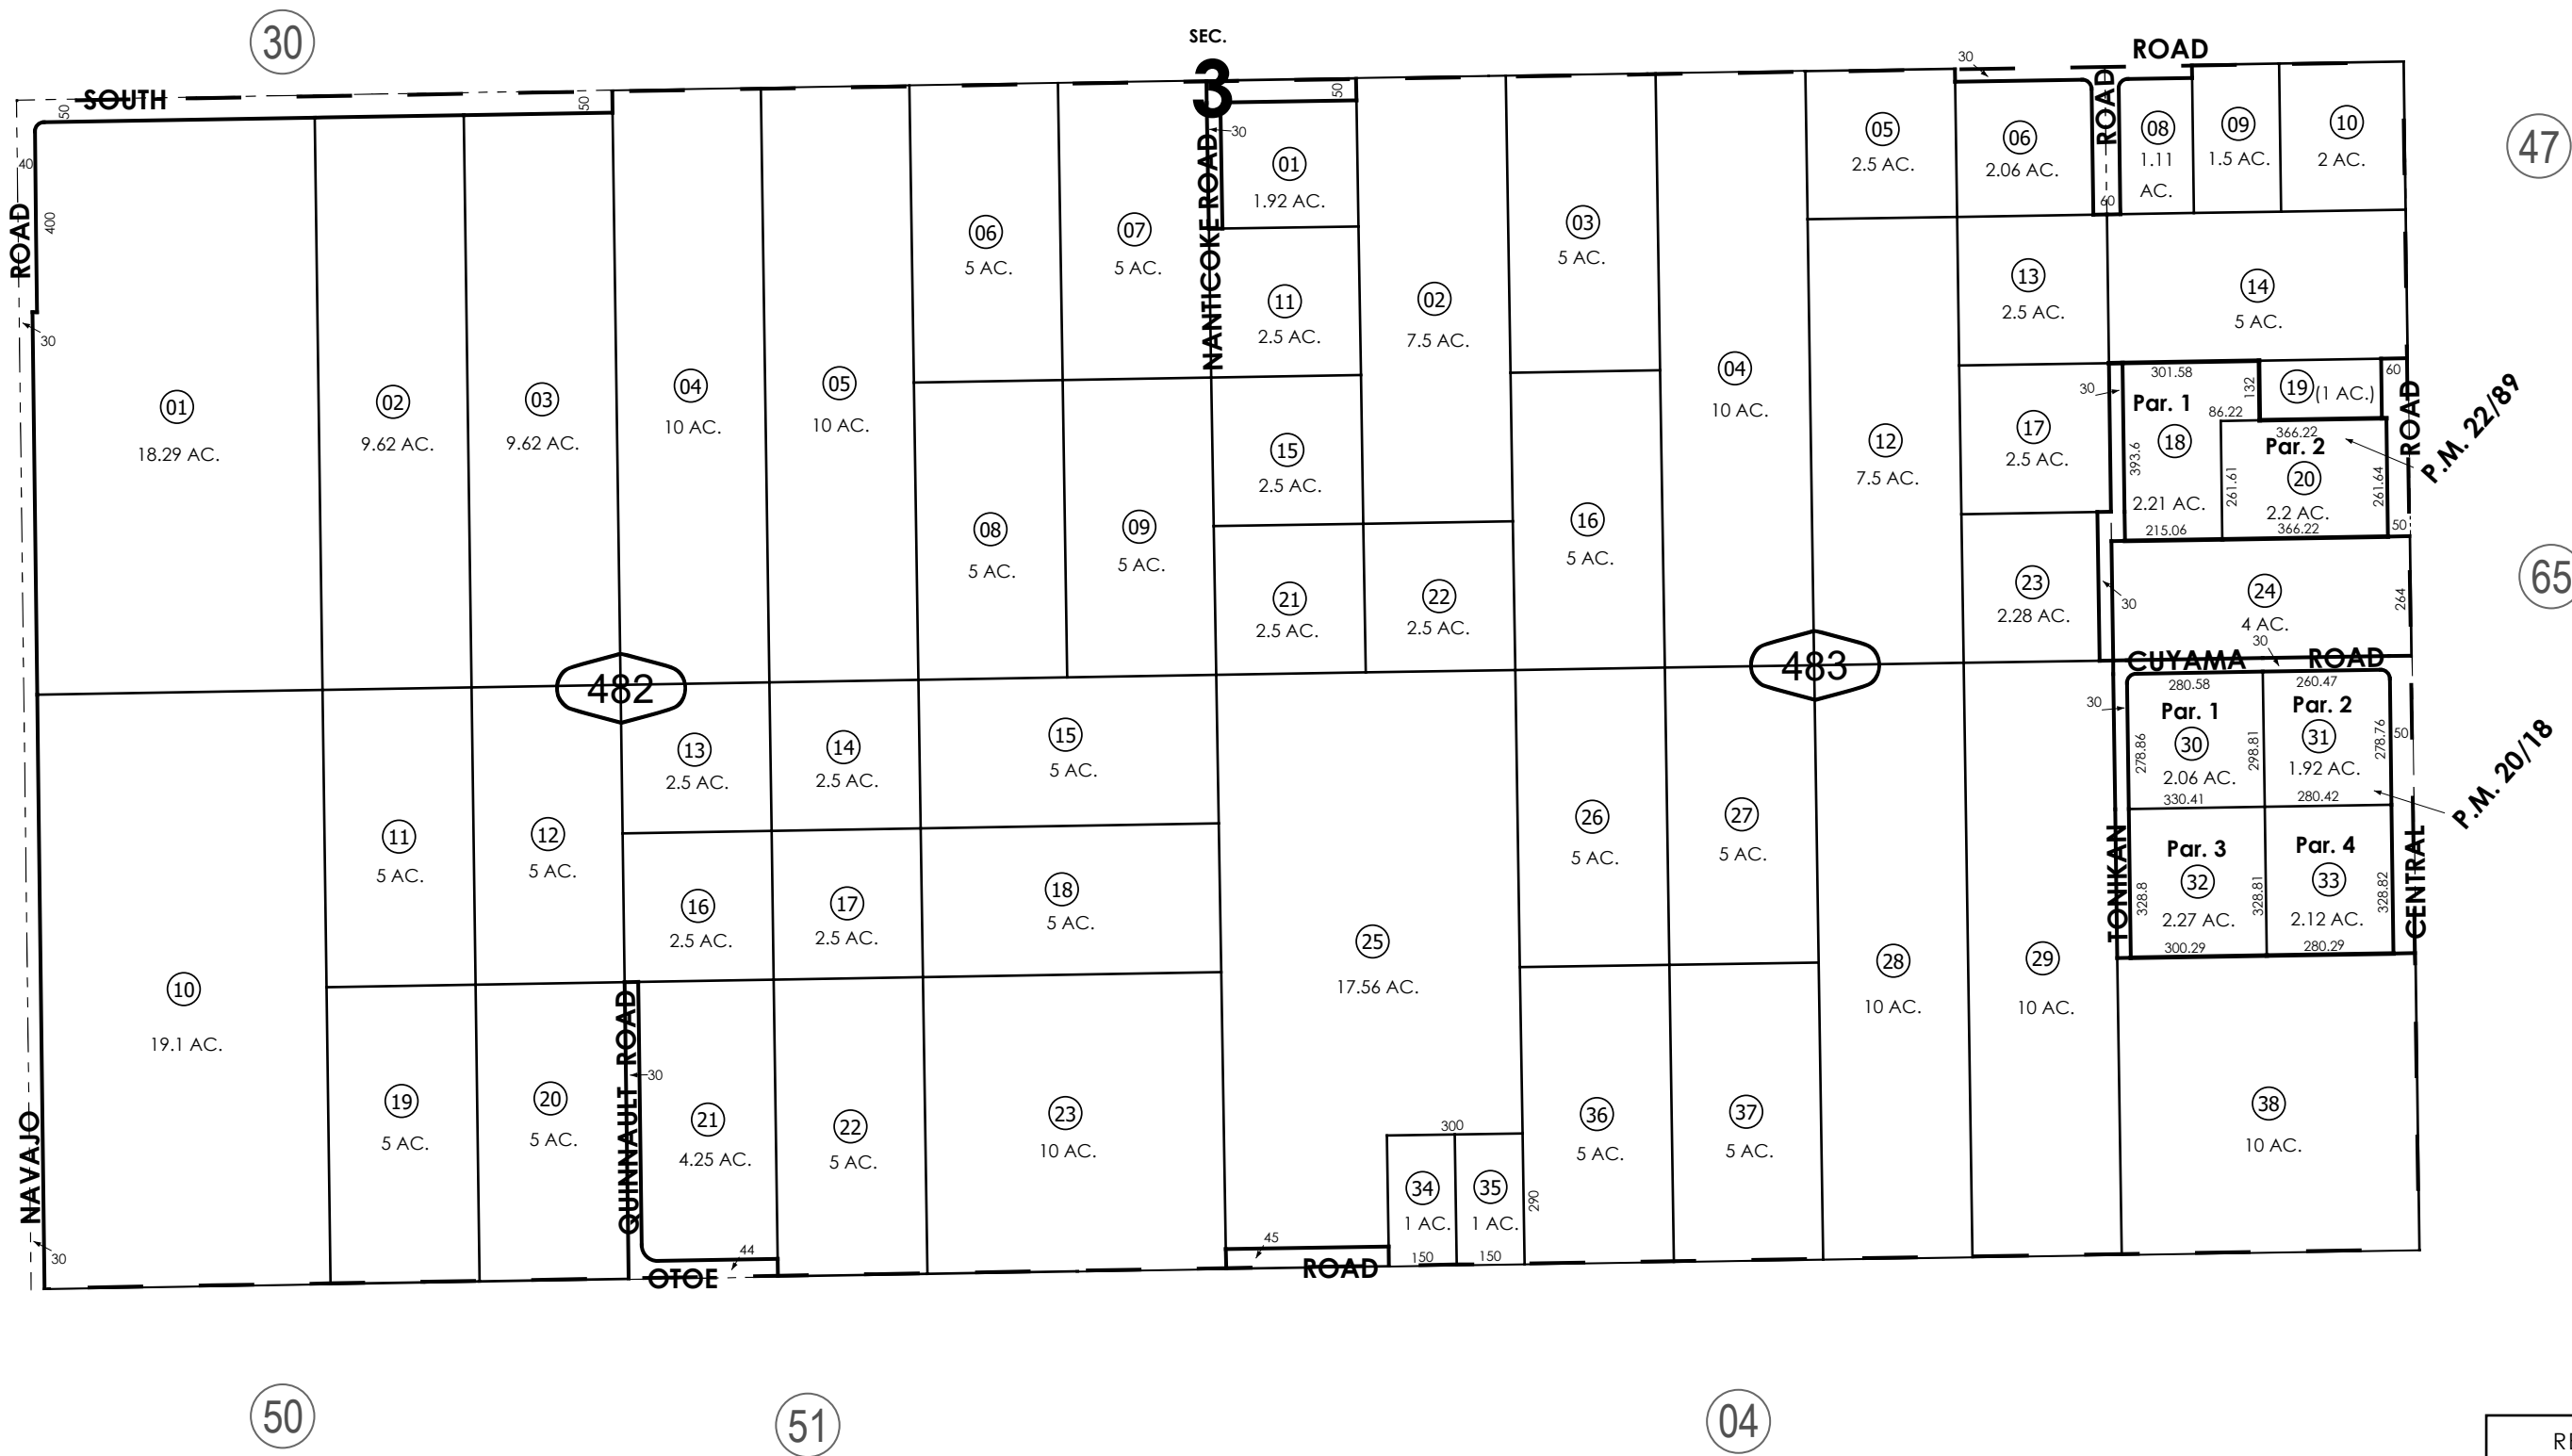 30
SEC.
3
ROAD
30
SOUTH
50
50
50
47
40
400
ROAD
30
NANTICOKE ROAD
30
01
1.92 AC.
05
2.5 AC.
06
2.06 AC.
ROAD
60
08
1.11
AC.
09
1.5 AC.
10
2 AC.
01
18.29 AC.
02
9.62 AC.
03
9.62 AC.
04
10 AC.
05
10 AC.
06
5 AC.
07
5 AC.
11
2.5 AC.
02
7.5 AC.
03
5 AC.
04
10 AC.
13
2.5 AC.
14
5 AC.
12
7.5 AC.
17
2.5 AC.
30
301.58
132
86.22
Par. 1
18
393.6
2.21 AC.
215.06
19
(1 AC.)
60
ROAD
P.M. 22/89
366.22
Par. 2
20
261.61
261.64
2.2 AC.
366.22
50
08
5 AC.
09
5 AC.
15
2.5 AC.
21
2.5 AC.
22
2.5 AC.
16
5 AC.
23
2.28 AC.
30
24
4 AC.
264
65
482
483
30
CUYAMA ROAD
30
280.58
Par. 1
30
278.86
298.81
2.06 AC.
330.41
260.47
Par. 2
31
278.76
50
1.92 AC.
280.42
P.M. 20/18
13
2.5 AC.
14
2.5 AC.
15
5 AC.
11
5 AC.
12
5 AC.
16
2.5 AC.
17
2.5 AC.
18
5 AC.
25
17.56 AC.
26
5 AC.
27
5 AC.
28
10 AC.
29
10 AC.
TONIKAN
Par. 3
32
328.8
328.81
2.27 AC.
300.29
Par. 4
33
328.82
2.12 AC.
280.29
CENTRAL
10
19.1 AC.
NAVAJO
30
19
5 AC.
20
5 AC.
QUINNAULT ROAD
30
21
4.25 AC.
22
5 AC.
23
10 AC.
300
34
1 AC.
150
35
1 AC.
150
290
36
5 AC.
37
5 AC.
38
10 AC.
44
OTOE
45
ROAD
50
51
04